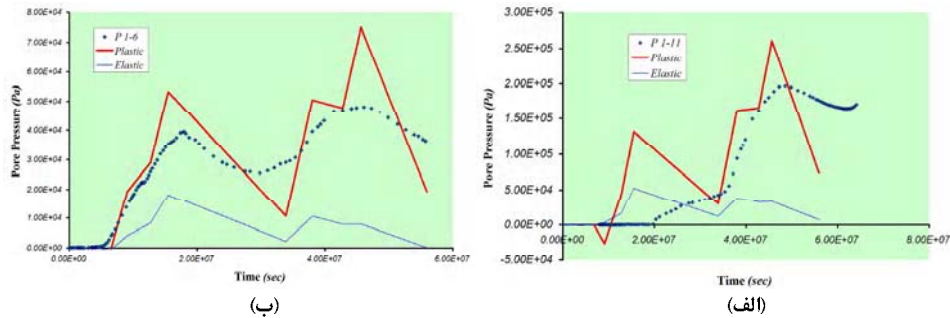 8.00E+04
7.00E+04
6.00E+04
5.00E+04
4.00E+04
3.00E+04
2.00E+04
1.00E+04
0.00E+00
Pore Pressure (Pa)
P 1-6
Plastic
Elastic
0.00E+00 2.00E+07 4.00E+07 6.00E+07
Time (sec)
(ب)
3.00E+05
2.50E+05
2.00E+05
1.50E+05
1.00E+05
5.00E+04
0.00E+00
-5.00E+04
Pore Pressure (Pa)
P 1-11
Plastic
Elastic
0.00E+00 2.00E+07 4.00E+07 6.00E+07 8.00E+07
Time (sec)
(الف)